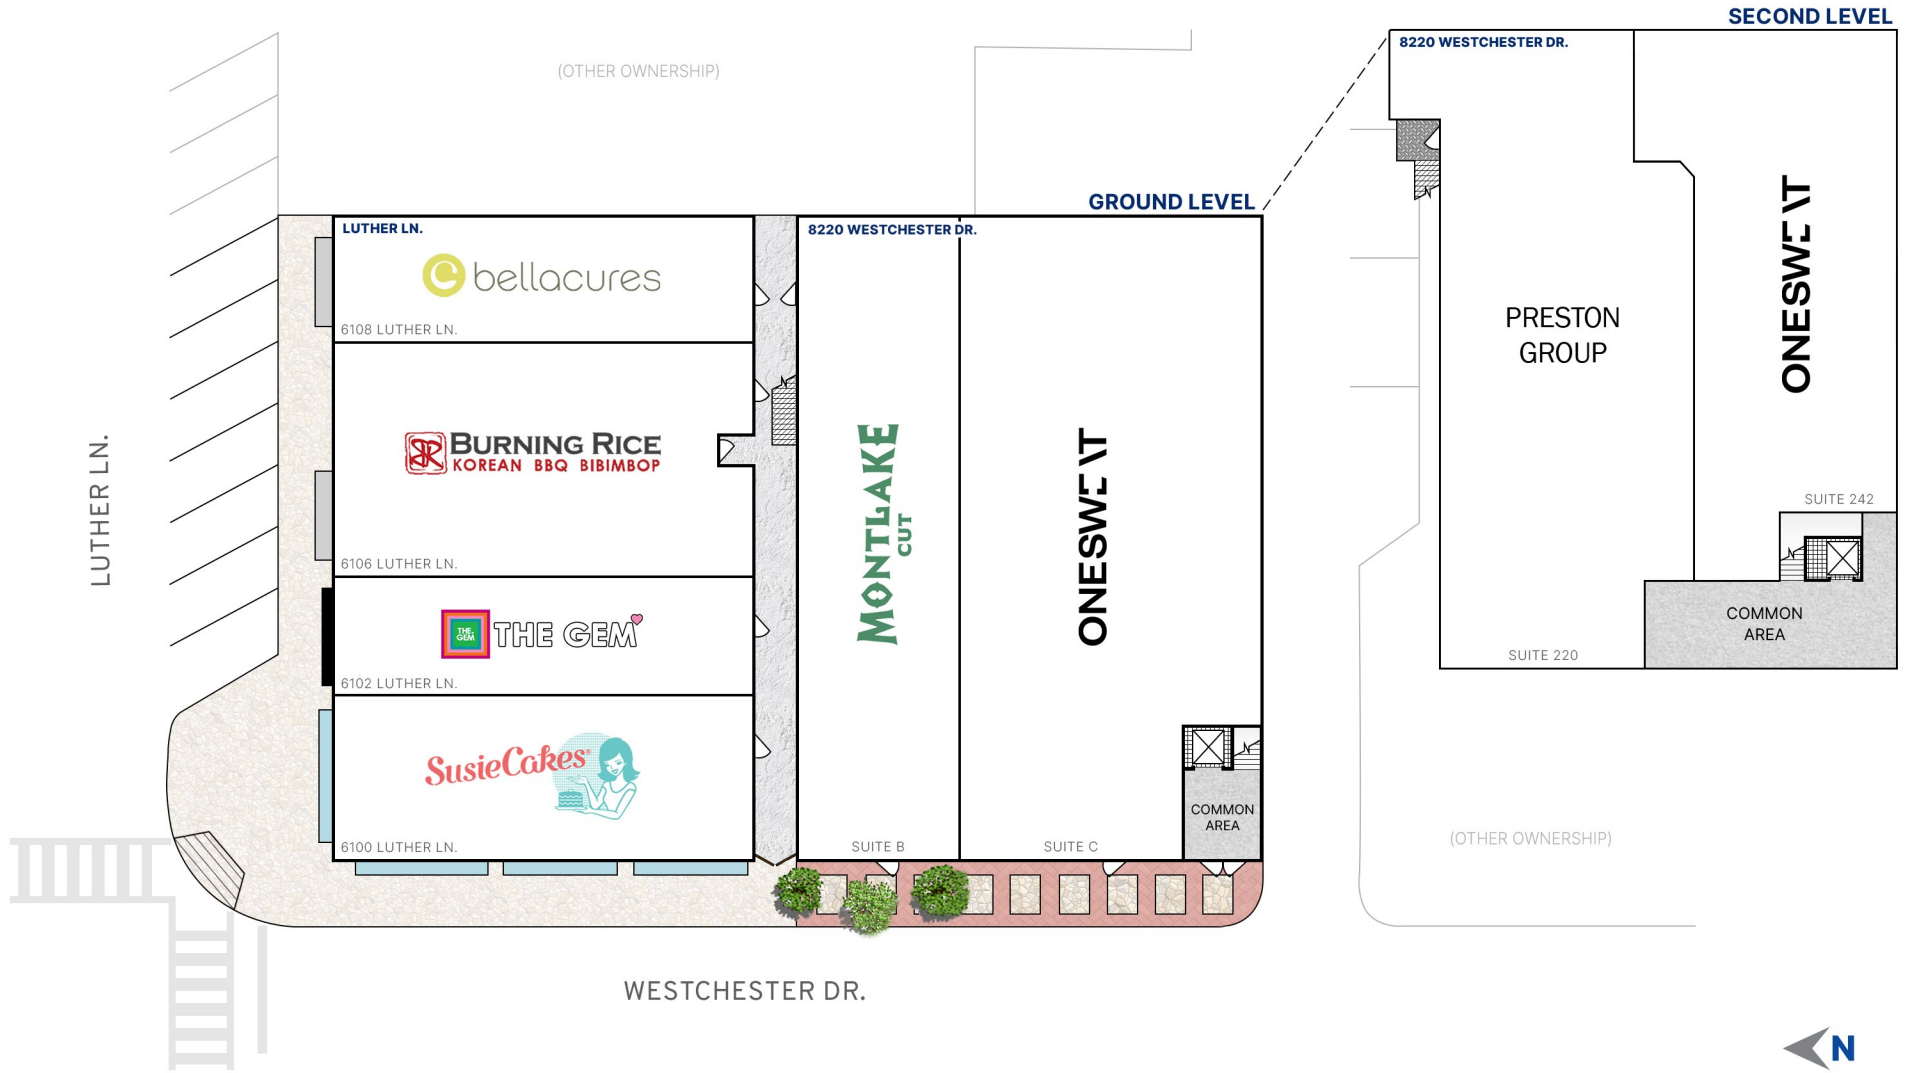 SECOND LEVEL
8220 WESTCHESTER DR.
(OTHER OWNERSHIP)
GROUND LEVEL
LUTHER LN.
8220 WESTCHESTER DR.
bellacures
6108 LUTHER LN.
PRESTON
GROUP
ONESWEAT
BURNING RICE
KOREAN BBQ BIBIMBOP
6106 LUTHER LN.
MONTLAKE
CUT
ONESWEAT
SUITE 242
LUTHER LN.
THE
GEM
THE GEM
6102 LUTHER LN.
COMMON
AREA
SUITE 220
SusieCakes
6100 LUTHER LN.
SUITE B
SUITE C
COMMON
AREA
(OTHER OWNERSHIP)
WESTCHESTER DR.
N